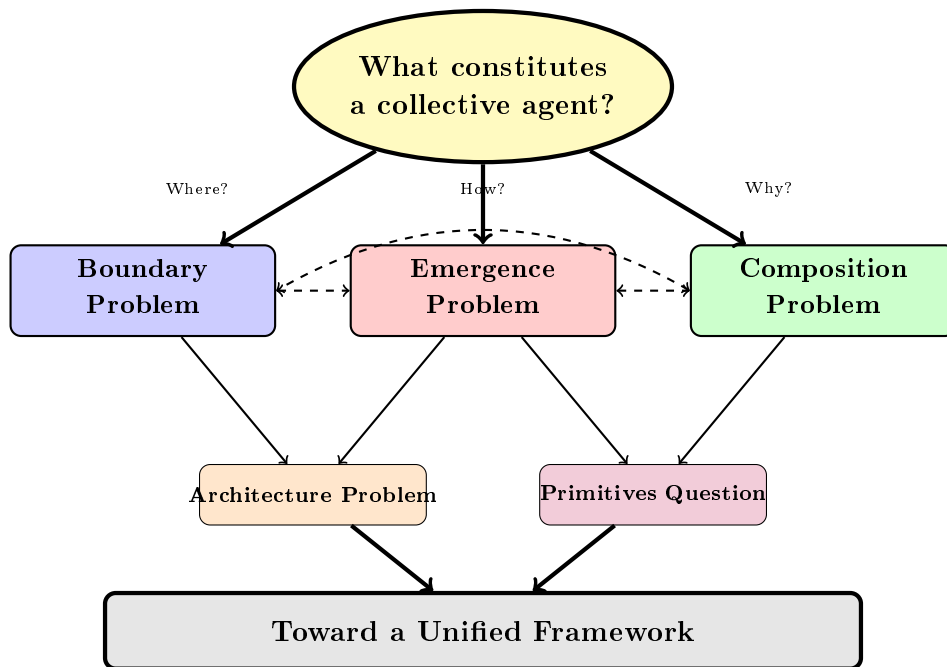 What constitutes
a collective agent?
Where?
How?
Why?
Boundary
Problem
Emergence
Problem
Composition
Problem
Architecture Problem
Primitives Question
Toward a Unified Framework